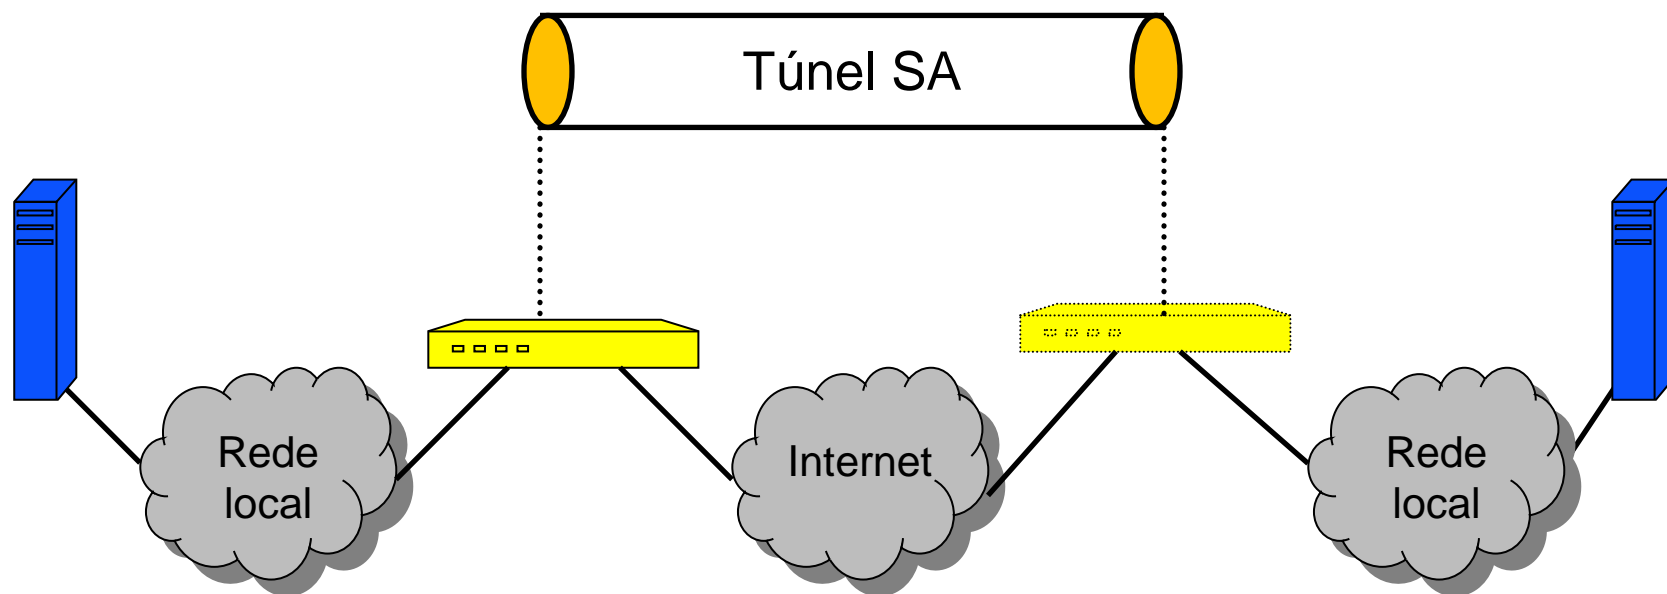 Túnel SA
Rede
local
Internet
Rede
local